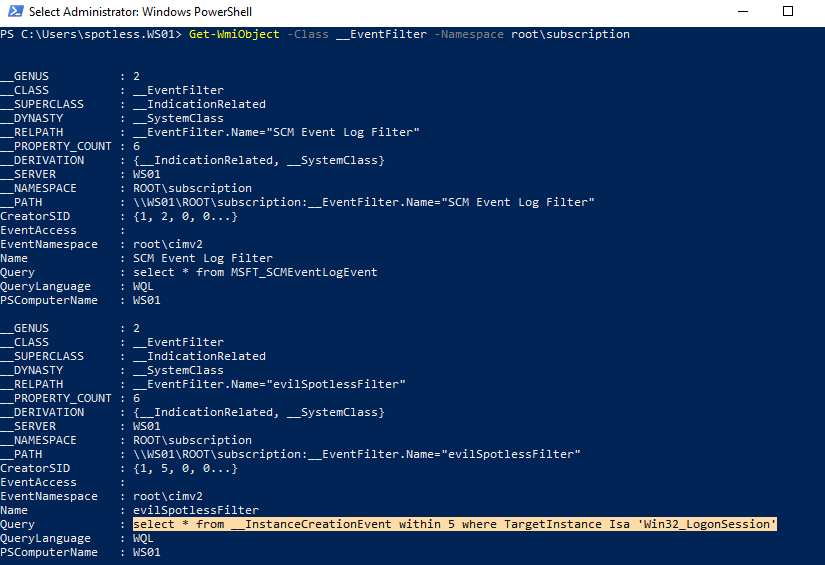 Select Administrator: Windows PowerShell
PS C:\Users\spotless.WS01> Get-WmiObject -Class __EventFilter -Namespace root\subscription
__GENUS : 2
__CLASS : __EventFilter
__SUPERCLASS : __IndicationRelated
__DYNASTY : __SystemClass
__RELPATH : __EventFilter.Name="SCM Event Log Filter"
__PROPERTY_COUNT : 6
__DERIVATION : {__IndicationRelated, __SystemClass}
__SERVER : WS01
__NAMESPACE : ROOT\subscription
__PATH : \\WS01\ROOT\subscription:__EventFilter.Name="SCM Event Log Filter"
CreatorSID : {1, 2, 0, 0...}
EventAccess :
EventNamespace : root\cimv2
Name : SCM Event Log Filter
Query : select * from MSFT_SCMEventLogEvent
QueryLanguage : WQL
PSComputerName : WS01
__GENUS : 2
__CLASS : __EventFilter
__SUPERCLASS : __IndicationRelated
__DYNASTY : __SystemClass
__RELPATH : __EventFilter.Name="evilSpotlessFilter"
__PROPERTY_COUNT : 6
__DERIVATION : {__IndicationRelated, __SystemClass}
__SERVER : WS01
__NAMESPACE : ROOT\subscription
__PATH : \\WS01\ROOT\subscription:__EventFilter.Name="evilSpotlessFilter"
CreatorSID : {1, 5, 0, 0...}
EventAccess :
EventNamespace : root\cimv2
Name : evilSpotlessFilter
Query : select * from __InstanceCreationEvent within 5 where TargetInstance Isa 'Win32_LogonSession'
QueryLanguage : WQL
PSComputerName : WS01